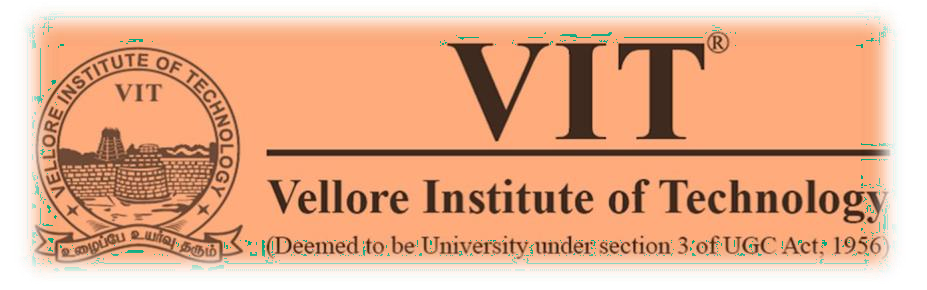 VELLORE INSTITUTE OF TECHNOLOGY
VIT
உழைப்பே உயர்வு தரும்
VIT®
Vellore Institute of Technology
(Deemed to be University under section 3 of UGC Act, 1956)